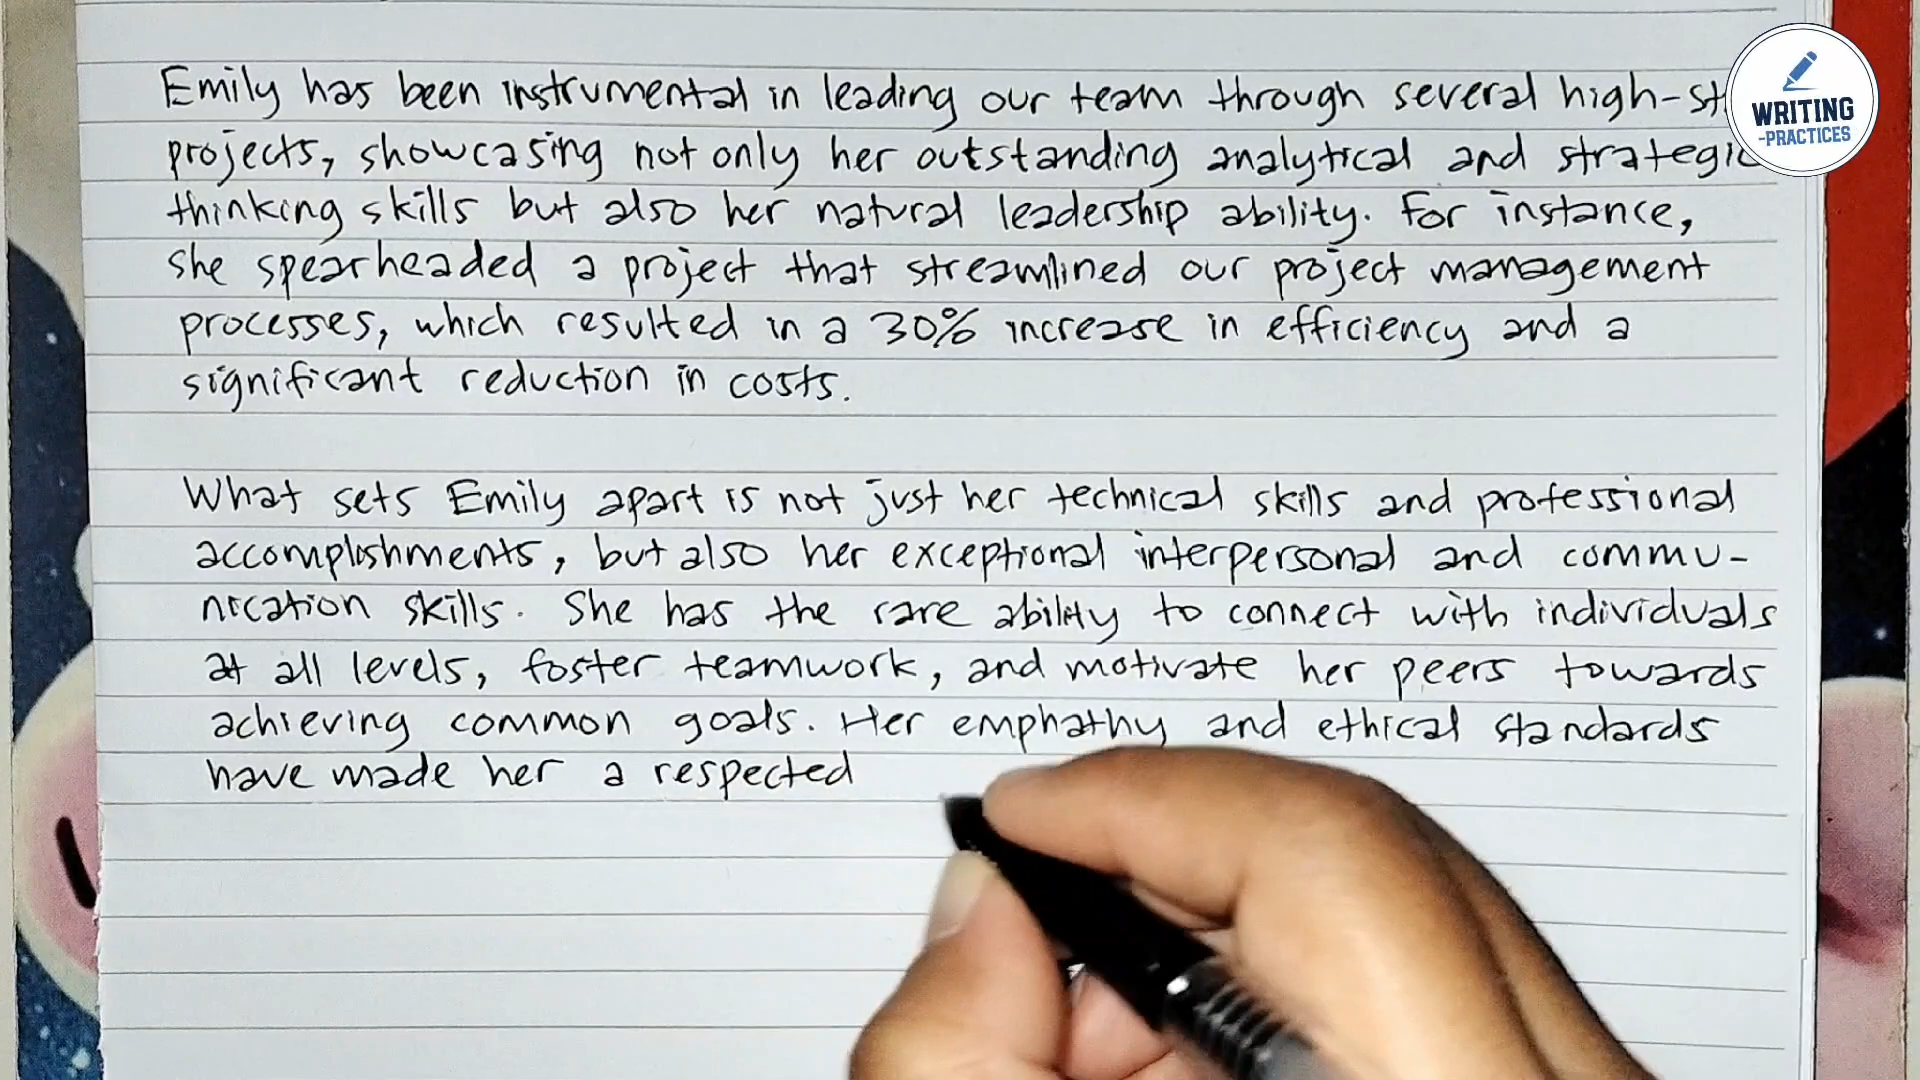 Emily has been instrumental in leading our team through several high-st
projects, showcasing not only her outstanding analytical and strategic
thinking skills but also her natural leadership ability. For instance,
she spearheaded a project that streamlined our project management
processes, which resulted in a 30% increase in efficiency and a
significant reduction in costs.
What sets Emily apart is not just her technical skills and professional
accomplishments, but also her exceptional interpersonal and commu-
nication skills. She has the rare ability to connect with individuals
at all levels, foster teamwork, and motivate her peers towards
achieving common goals. Her emphathy and ethical standards
have made her a respected
WRITING
-PRACTICES